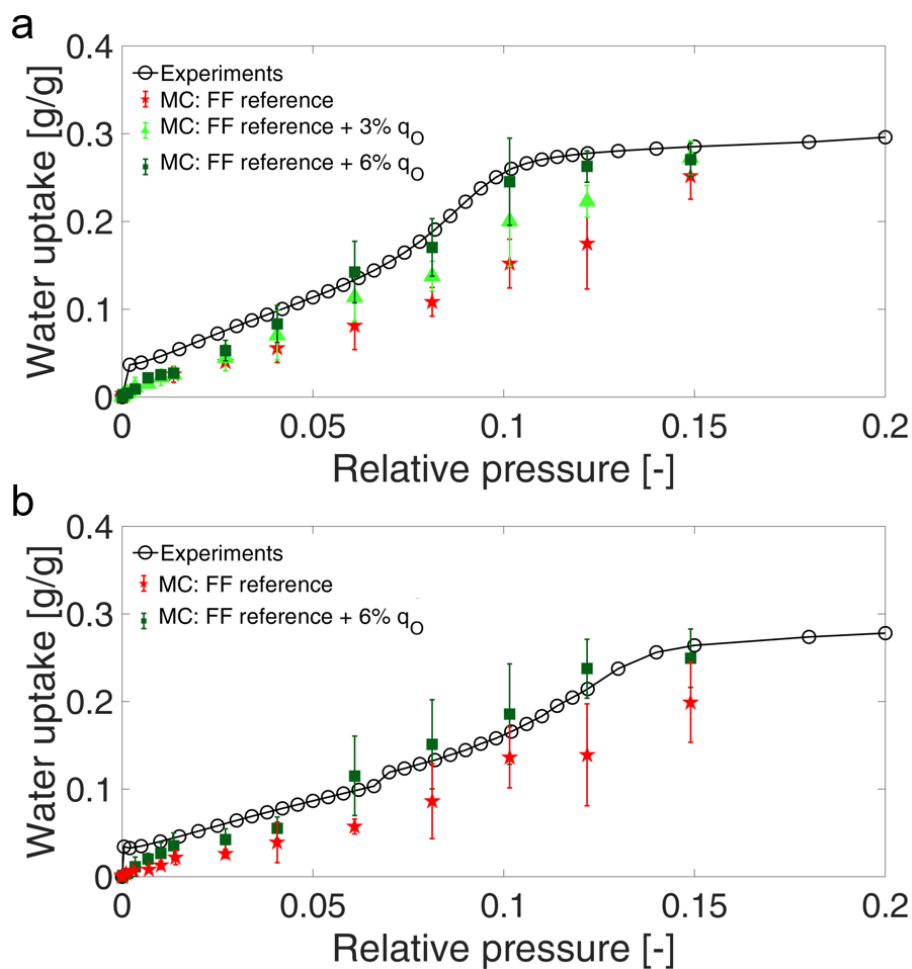 a
0.4
0.3
0.2
0.1
0
Water uptake [g/g]
Experiments
MC: FF reference
MC: FF reference + 3% qO
MC: FF reference + 6% qO
0 0.05 0.1 0.15 0.2
Relative pressure [-]
b
0.4
0.3
0.2
0.1
0
Water uptake [g/g]
Experiments
MC: FF reference
MC: FF reference + 6% qO
0 0.05 0.1 0.15 0.2
Relative pressure [-]